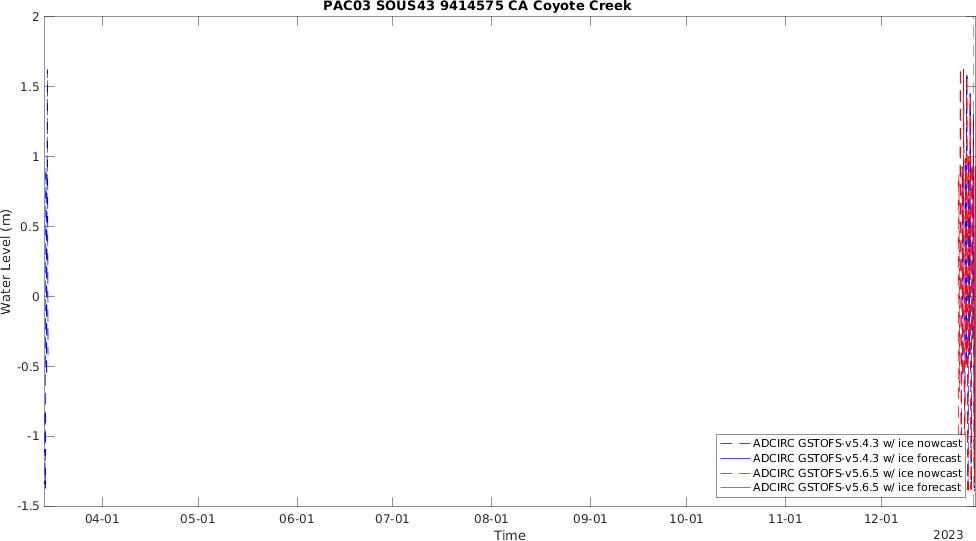 PAC03 SOUS43 9414575 CA Coyote Creek
2
1.5
1
0.5
0
-0.5
-1
-1.5
Water Level (m)
ADCIRC GSTOFS-v5.4.3 w/ ice nowcast
ADCIRC GSTOFS-v5.4.3 w/ ice forecast
ADCIRC GSTOFS-v5.6.5 w/ ice nowcast
ADCIRC GSTOFS-v5.6.5 w/ ice forecast
04-01 05-01 06-01 07-01 08-01 09-01 10-01 11-01 12-01
Time
2023